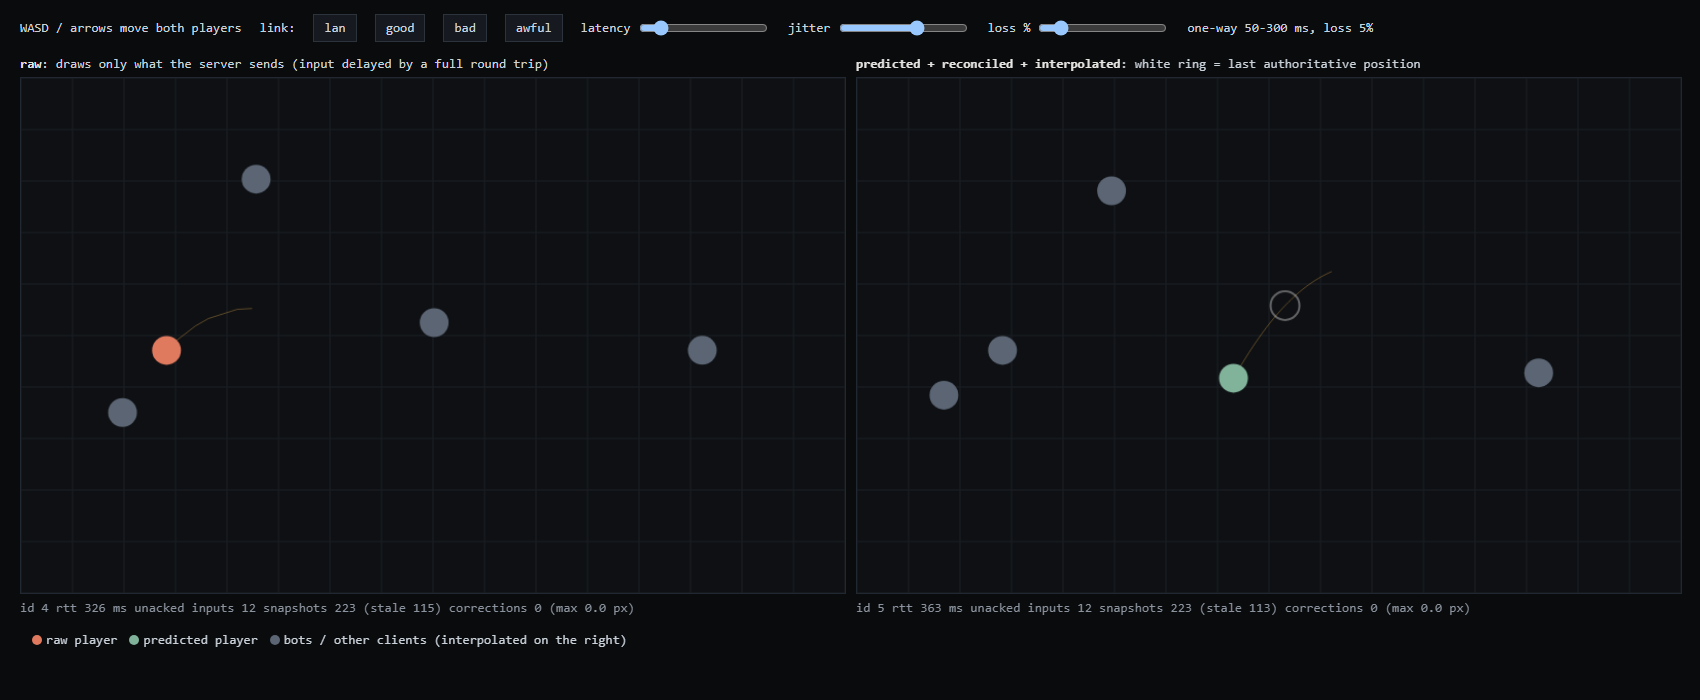 WASD / arrows move both players link: lan good bad awful latency jitter loss % one-way 50-300 ms, loss 5%
raw: draws only what the server sends (input delayed by a full round trip)
predicted + reconciled + interpolated: white ring = last authoritative position
id 4 rtt 326 ms unacked inputs 12 snapshots 223 (stale 115) corrections 0 (max 0.0 px)
id 5 rtt 363 ms unacked inputs 12 snapshots 223 (stale 113) corrections 0 (max 0.0 px)
raw player predicted player bots / other clients (interpolated on the right)